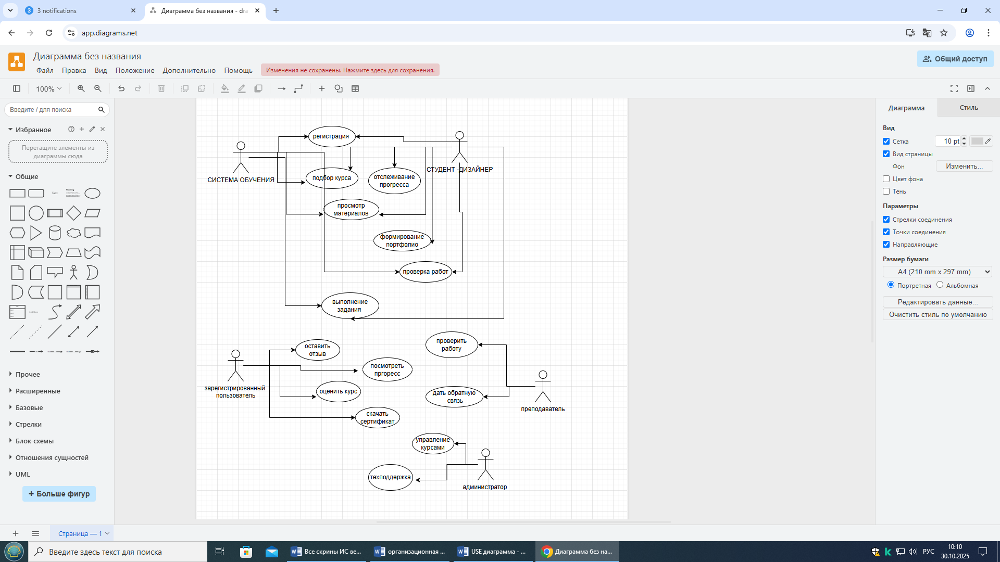 3 notifications
Диаграмма без названия - dra
app.diagrams.net
Диаграмма без названия
Файл Правка Вид Положение Дополнительно Помощь
Изменения не сохранены. Нажмите здесь для сохранения.
Общий доступ
100%
Введите / для поиска
Избранное
Перетащите элементы из
диаграммы сюда
Общие
Text
Heading
Прочее
Расширенные
Базовые
Стрелки
Блок-схемы
Отношения сущностей
UML
+ Больше фигур
регистрация
СИСТЕМА ОБУЧЕНИЯ
СТУДЕНТ -ДИЗАЙНЕР
подбор курса
отслеживание
прогресса
просмотр
материалов
формирование
портфолио
проверка работ
выполнение
задания
оставить
отзыв
проверить
работу
посмотреть
пргоресс
зарегистрированный
пользователь
оценить курс
дать обратную
связь
преподаватель
скачать
сертификат
управление
курсами
техподдержка
администратор
Диаграмма
Стиль
Вид
Сетка
10 pt
Вид страницы
Фон
Изменить...
Цвет фона
Тень
Параметры
Стрелки соединения
Точки соединения
Направляющие
Размер бумаги
A4 (210 mm x 297 mm)
Портретная Альбомная
Редактировать данные...
Очистить стиль по умолчанию
Страница — 1
Введите здесь текст для поиска
Все скрины ИС ве...
организационная ...
USE диаграмма - ...
Диаграмма без на...
РУС
10:10
30.10.2025